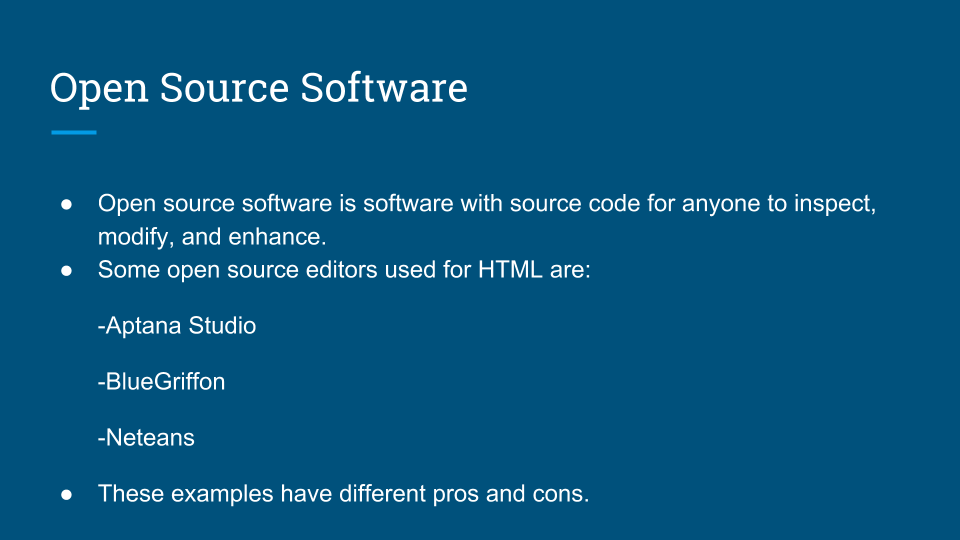 Open Source Software
● Open source software is software with source code for anyone to inspect,
modify, and enhance.
● Some open source editors used for HTML are:
-Aptana Studio
-BlueGriffon
-Neteans
● These examples have different pros and cons.